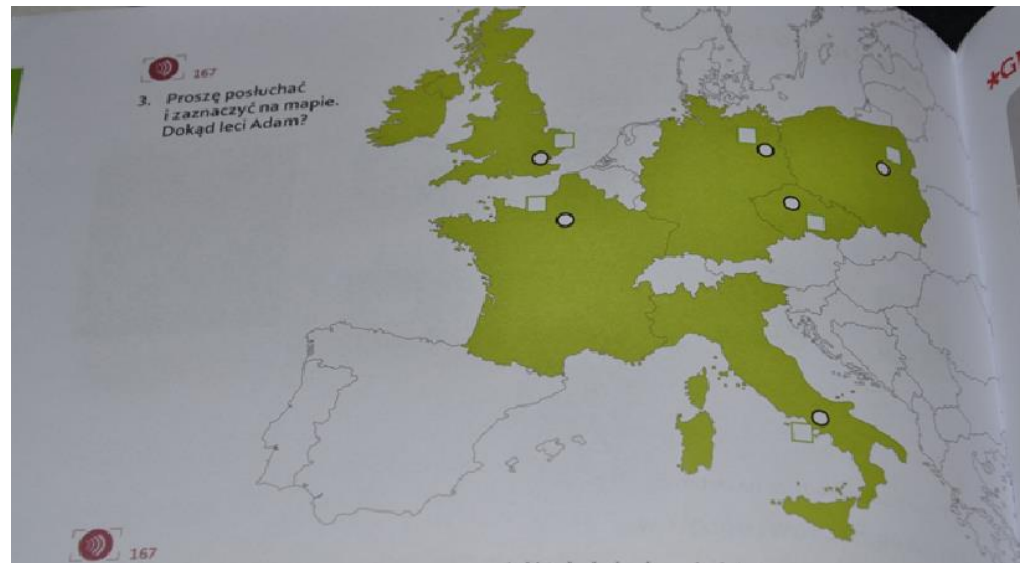 167
3. Proszę posłuchać
i zaznaczyć na mapie.
Dokąd leci Adam?
167